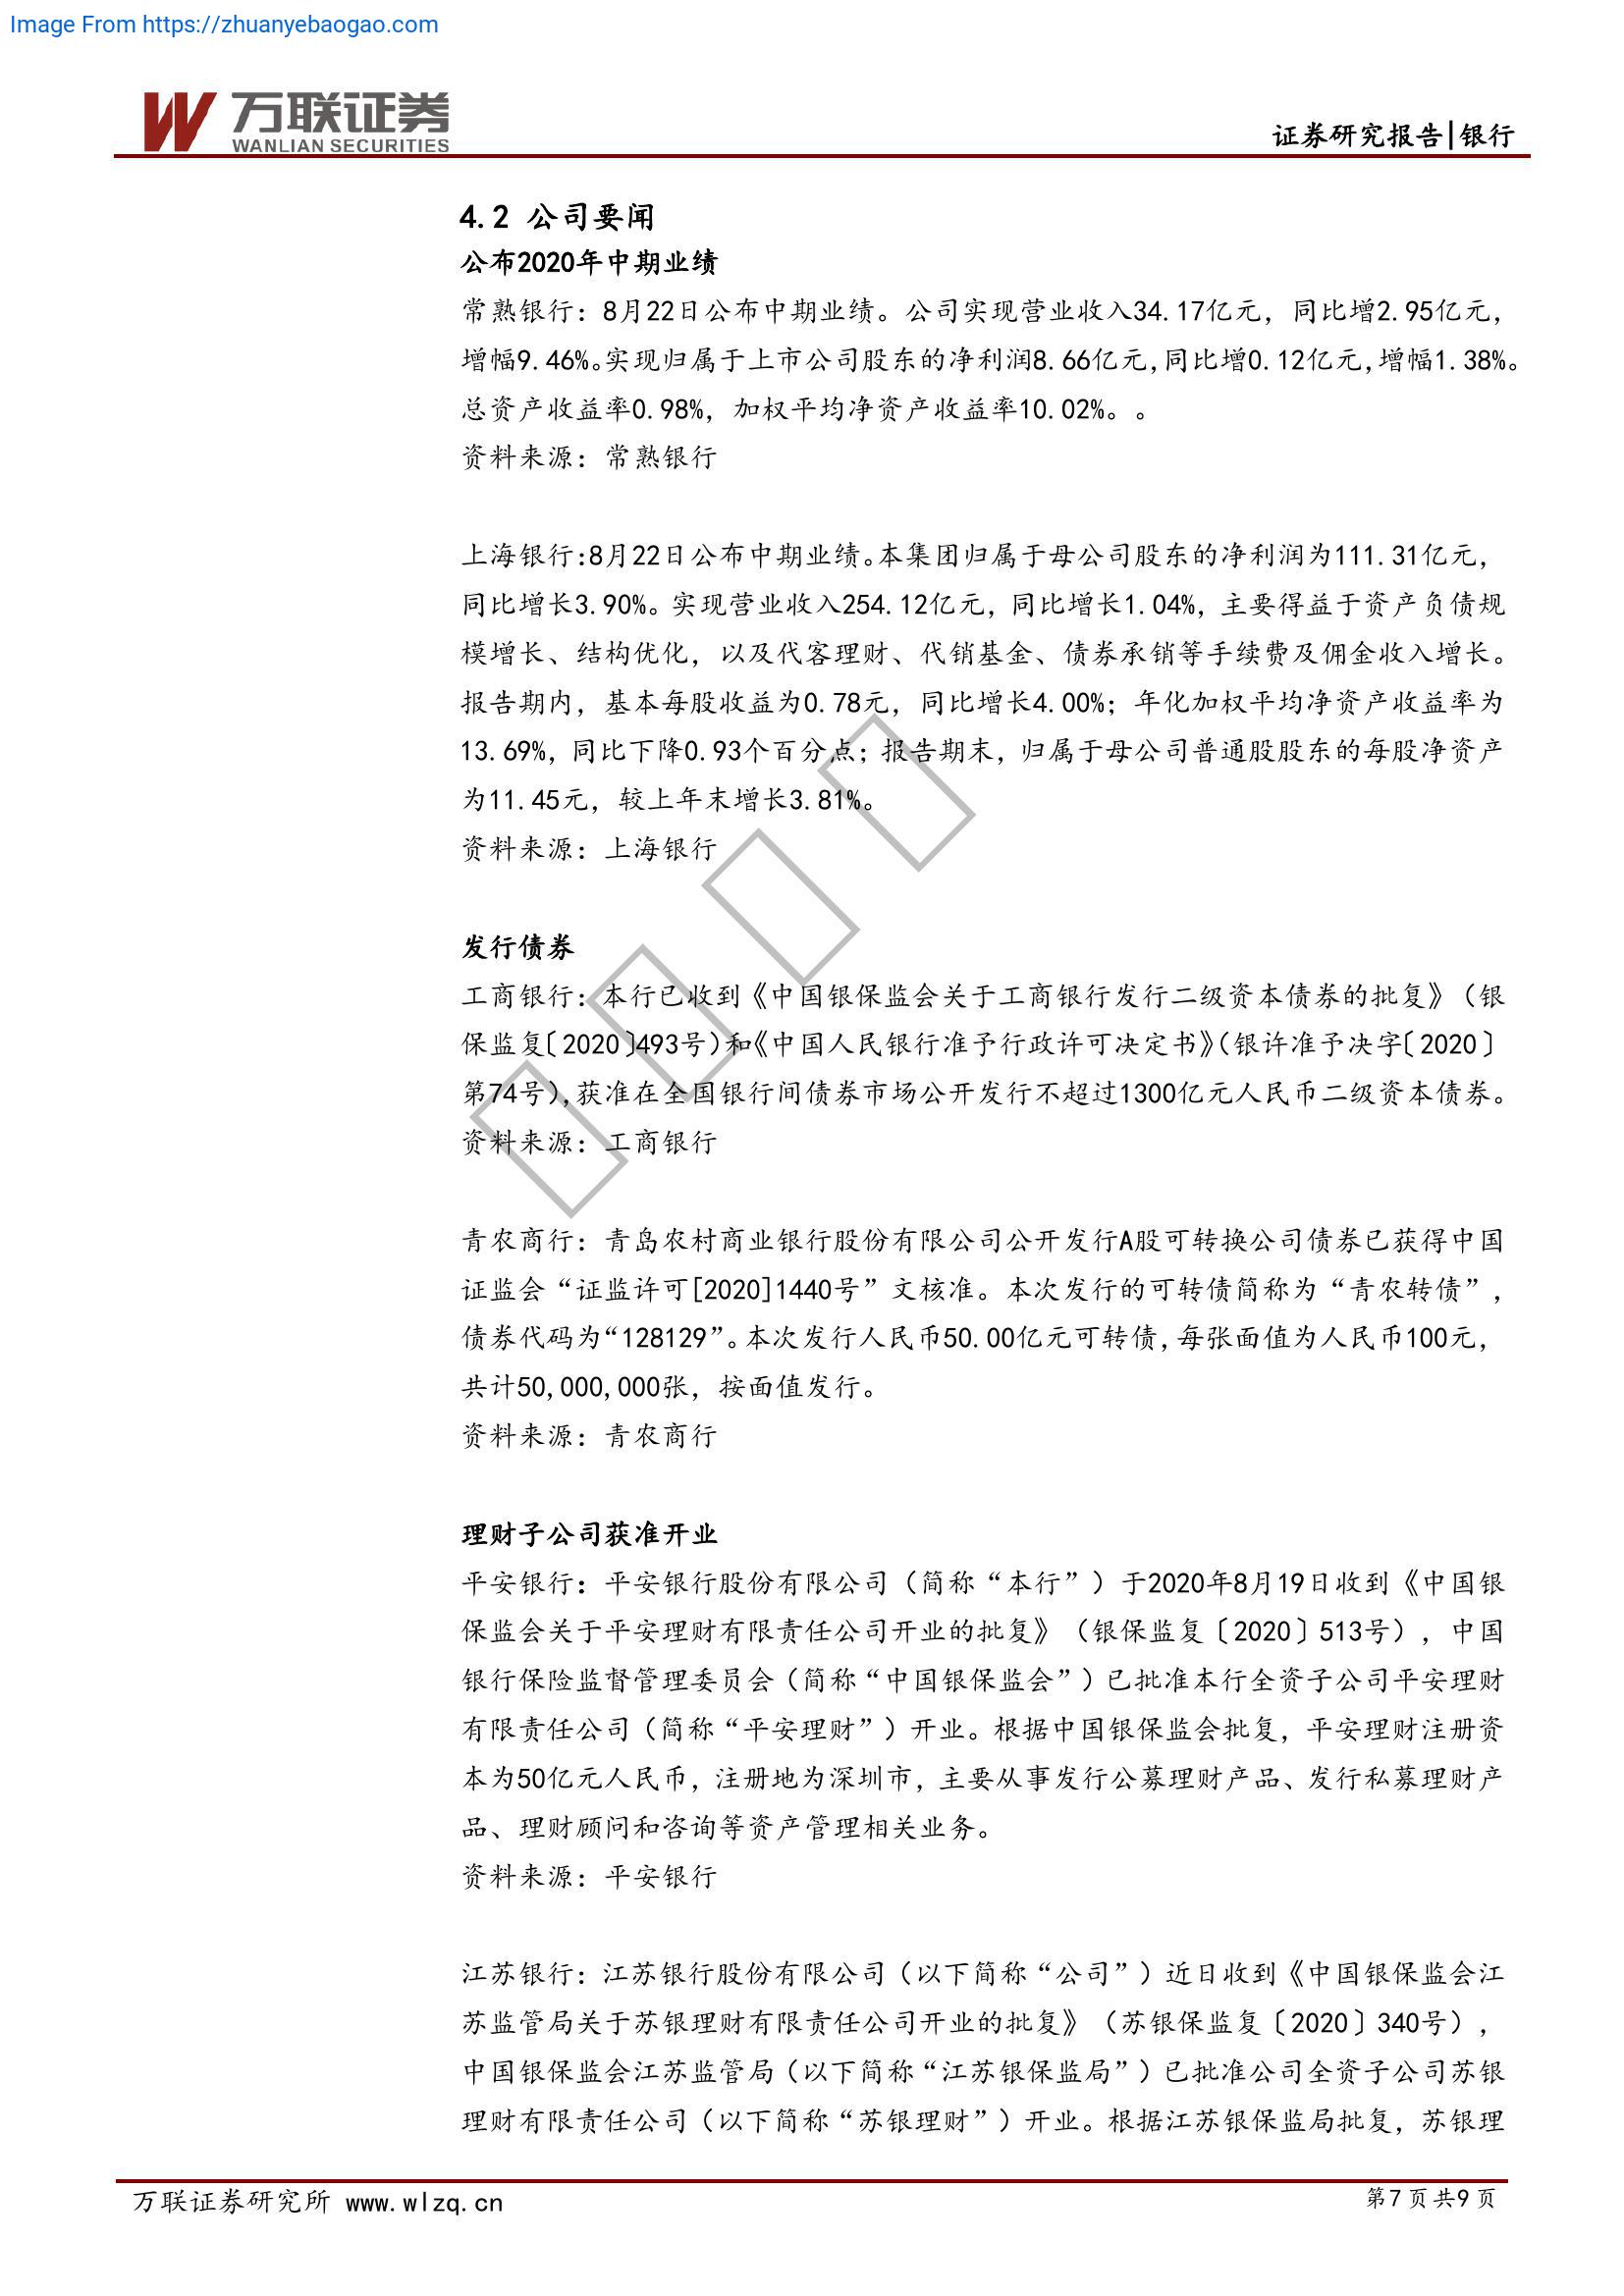 Image From https://zhuanyebaogao.com
万联证券
WANLIAN SECURITIES
证券研究报告|银行
4.2 公司要闻
公布2020年中期业绩
常熟银行：8月22日公布中期业绩。公司实现营业收入34.17亿元，同比增2.95亿元，
增幅9.46%。实现归属于上市公司股东的净利润8.66亿元，同比增0.12亿元，增幅1.38%。
总资产收益率0.98%，加权平均净资产收益率10.02%。。
资料来源：常熟银行
上海银行：8月22日公布中期业绩。本集团归属于母公司股东的净利润为111.31亿元，
同比增长3.90%。实现营业收入254.12亿元，同比增长1.04%，主要得益于资产负债规
模增长、结构优化，以及代客理财、代销基金、债券承销等手续费及佣金收入增长。
报告期内，基本每股收益为0.78元，同比增长4.00%；年化加权平均净资产收益率为
13.69%，同比下降0.93个百分点；报告期末，归属于母公司普通股股东的每股净资产
为11.45元，较上年末增长3.81%。
资料来源：上海银行
发行债券
工商银行：本行已收到《中国银保监会关于工商银行发行二级资本债券的批复》（银
保监复〔2020〕493号）和《中国人民银行准予行政许可决定书》（银许准予决字〔2020〕
第74号），获准在全国银行间债券市场公开发行不超过1300亿元人民币二级资本债券。
资料来源：工商银行
青农商行：青岛农村商业银行股份有限公司公开发行A股可转换公司债券已获得中国
证监会“证监许可[2020]1440号”文核准。本次发行的可转债简称为“青农转债”，
债券代码为“128129”。本次发行人民币50.00亿元可转债，每张面值为人民币100元，
共计50,000,000张，按面值发行。
资料来源：青农商行
理财子公司获准开业
平安银行：平安银行股份有限公司（简称“本行”）于2020年8月19日收到《中国银
保监会关于平安理财有限责任公司开业的批复》（银保监复〔2020〕513号），中国
银行保险监督管理委员会（简称“中国银保监会”）已批准本行全资子公司平安理财
有限责任公司（简称“平安理财”）开业。根据中国银保监会批复，平安理财注册资
本为50亿元人民币，注册地为深圳市，主要从事发行公募理财产品、发行私募理财产
品、理财顾问和咨询等资产管理相关业务。
资料来源：平安银行
江苏银行：江苏银行股份有限公司（以下简称“公司”）近日收到《中国银保监会江
苏监管局关于苏银理财有限责任公司开业的批复》（苏银保监复〔2020〕340号），
中国银保监会江苏监管局（以下简称“江苏银保监局”）已批准公司全资子公司苏银
理财有限责任公司（以下简称“苏银理财”）开业。根据江苏银保监局批复，苏银理
万联证券研究所 www.wlzq.cn
第7页共9页